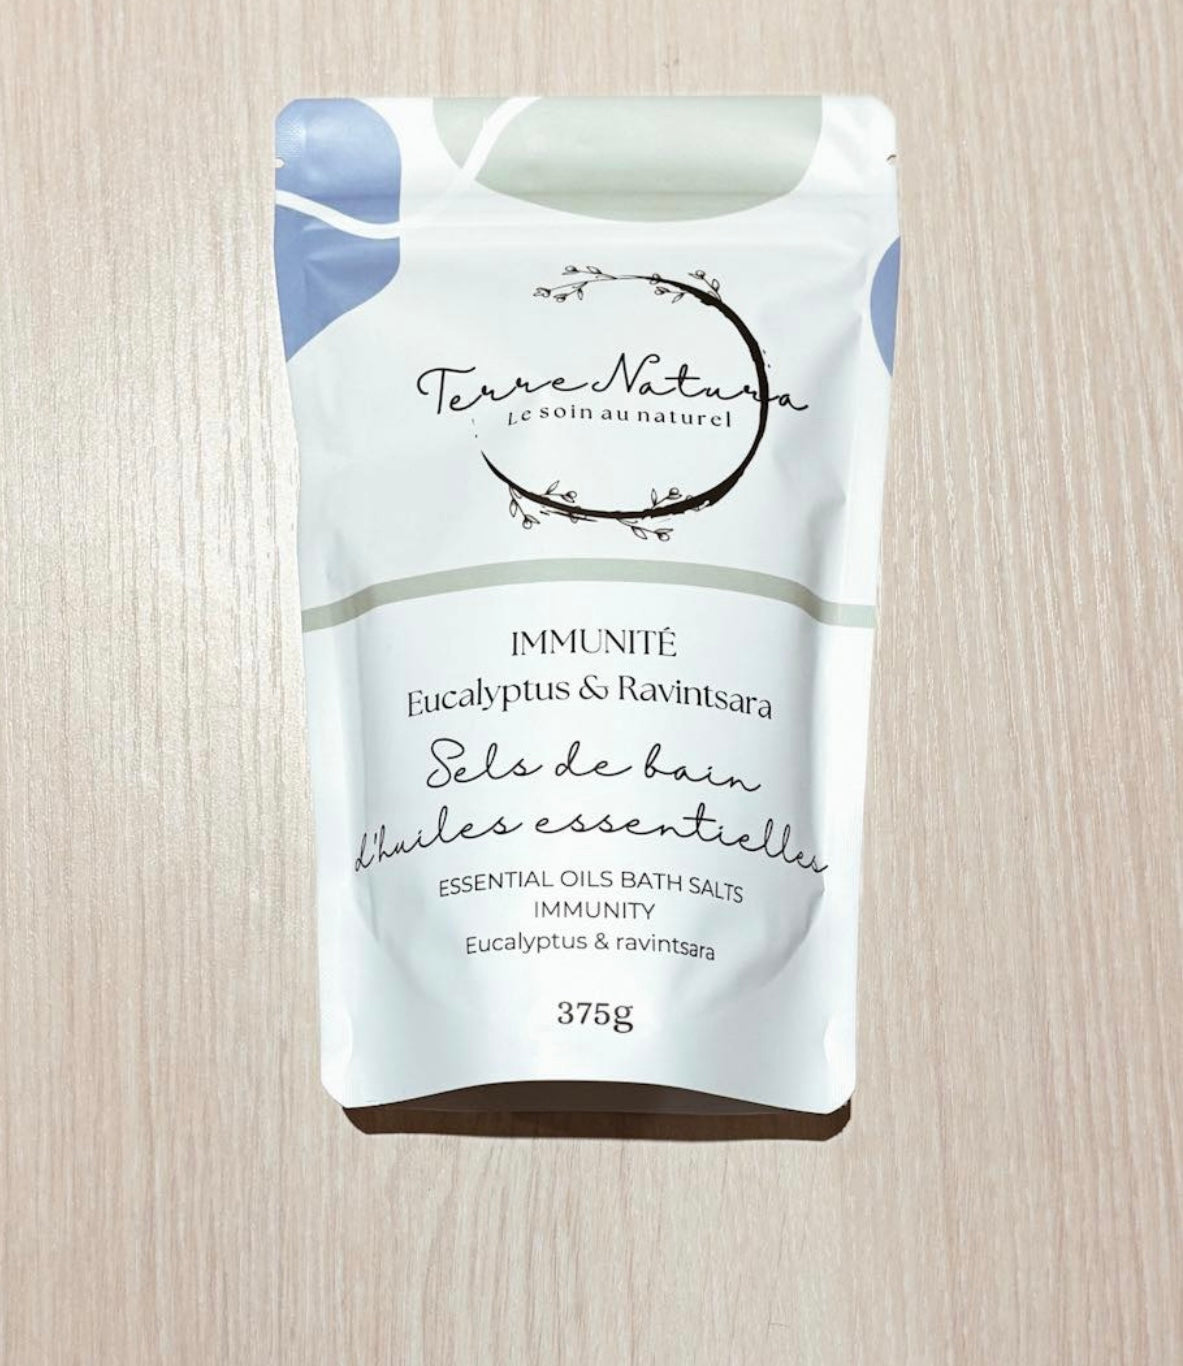 Terre Natura
Le soin au naturel
IMMUNITÉ
Eucalyptus & Ravintsara
Sels de bain
d'huiles essentielles
ESSENTIAL OILS BATH SALTS
IMMUNITY
Eucalyptus & ravintsara
375g